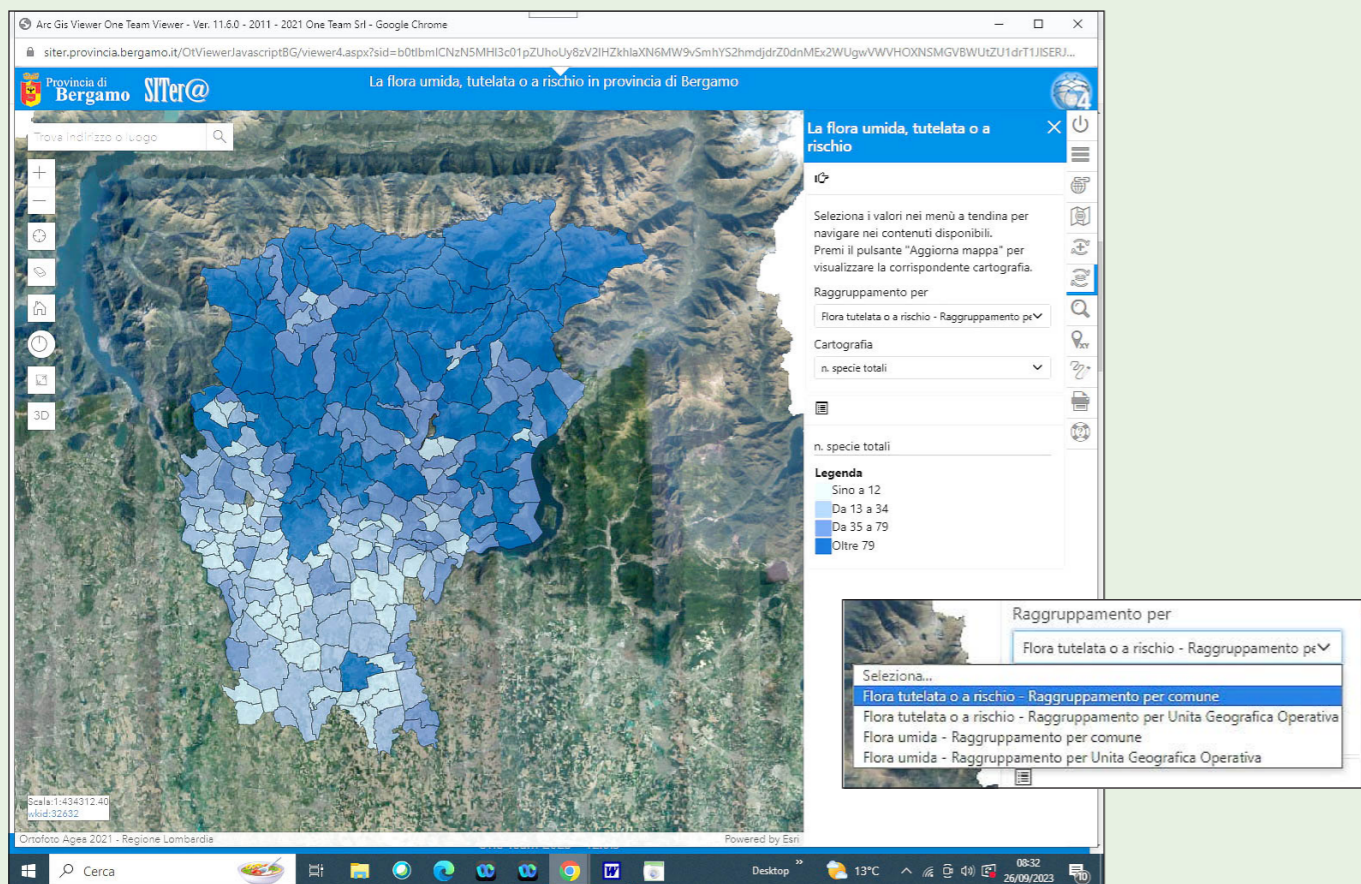 Arc Gis Viewer One Team Viewer - Ver. 11.6.0 - 2011 - 2021 One Team Srl - Google Chrome
siter.provincia.bergamo.it/OtViewerJavascriptBG/viewer4.aspx?sid=
Provincia di
Bergamo
SITer@
La flora umida, tutelata o a rischio in provincia di Bergamo
4
Trova indirizzo o luogo
3D
La flora umida, tutelata o a
rischio
Seleziona i valori nei menù a tendina per
navigare nei contenuti disponibili.
Premi il pulsante "Aggiorna mappa" per
visualizzare la corrispondente cartografia.
Raggruppamento per
Flora tutelata o a rischio - Raggruppamento pe
Cartografia
n. specie totali
XY
n. specie totali
Legenda
Sino a 12
Da 13 a 34
Da 35 a 79
Oltre 79
Raggruppamento per
Flora tutelata o a rischio - Raggruppamento pe
Seleziona...
Flora tutelata o a rischio - Raggruppamento per comune
Flora tutelata o a rischio - Raggruppamento per Unita Geografica Operativa
Flora umida - Raggruppamento per comune
Flora umida - Raggruppamento per Unita Geografica Operativa
Scala:1:434312.40
wkid:32632
Ortofoto Agea 2021 - Regione Lombardia
Powered by Esri
Cerca
W
Desktop
13°C
08:32
26/09/2023
10